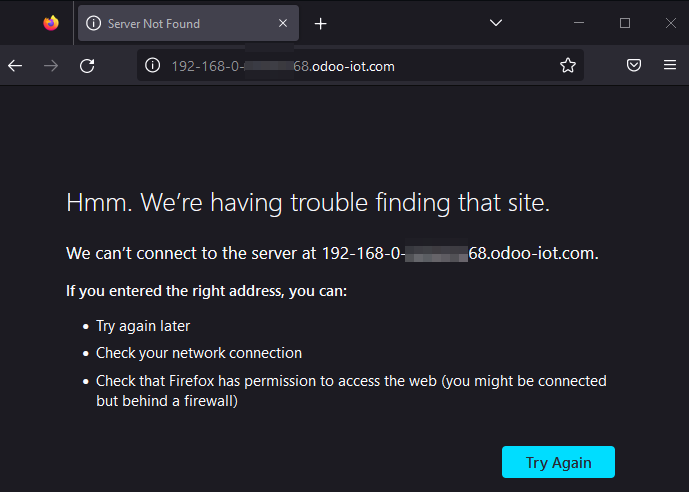 Server Not Found
192-168-0- 68.odoo-iot.com
Hmm. We're having trouble finding that site.
We can't connect to the server at 192-168-0- 68.odoo-iot.com.
If you entered the right address, you can:
• Try again later
• Check your network connection
• Check that Firefox has permission to access the web (you might be connected
but behind a firewall)
Try Again